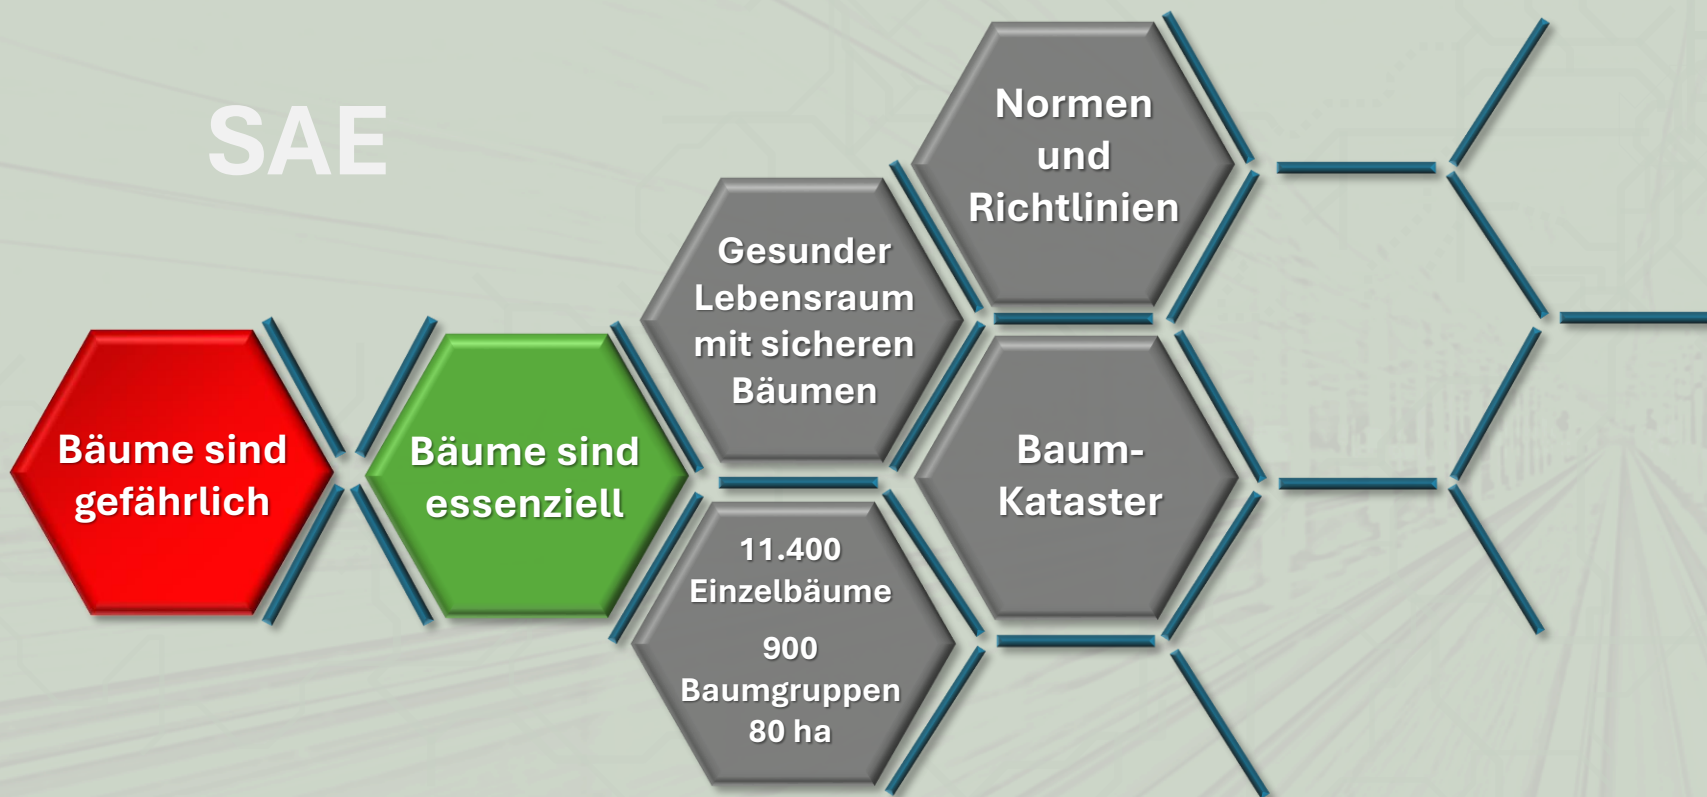 SAE
Bäume sind
gefährlich
Bäume sind
essenziell
Gesunder
Lebensraum
mit sicheren
Bäumen
11.400
Einzelbäume
900
Baumgruppen
80 ha
Normen
und
Richtlinien
Baum-
Kataster